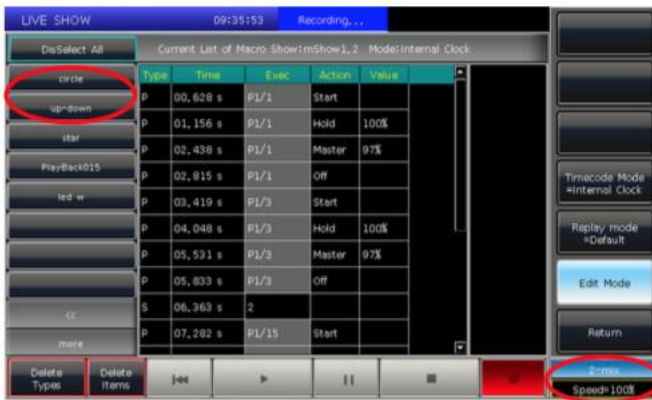 LIVE SHOW 09:35:53 Recording...
DisSelect All
Current List of Macro Show:mShow1,2 Mode:Internal Clock
circle
up-down
star
PlayBack015
led w
<<
more
Type Time Exec Action Value
P 00,628 s P1/1 Start
P 01,156 s P1/1 Hold 100%
P 02,438 s P1/1 Master 97%
P 02,815 s P1/1 Off
P 03,419 s P1/3 Start
P 04,048 s P1/3 Hold 100%
P 05,531 s P1/3 Master 97%
P 05,833 s P1/3 Off
S 06,363 s 2
P 07,282 s P1/15 Start
Timecode Mode
=Internal Clock
Replay mode
=Default
Edit Mode
Return
Delete
Types
Delete
Items
2=mix
Speed=100%